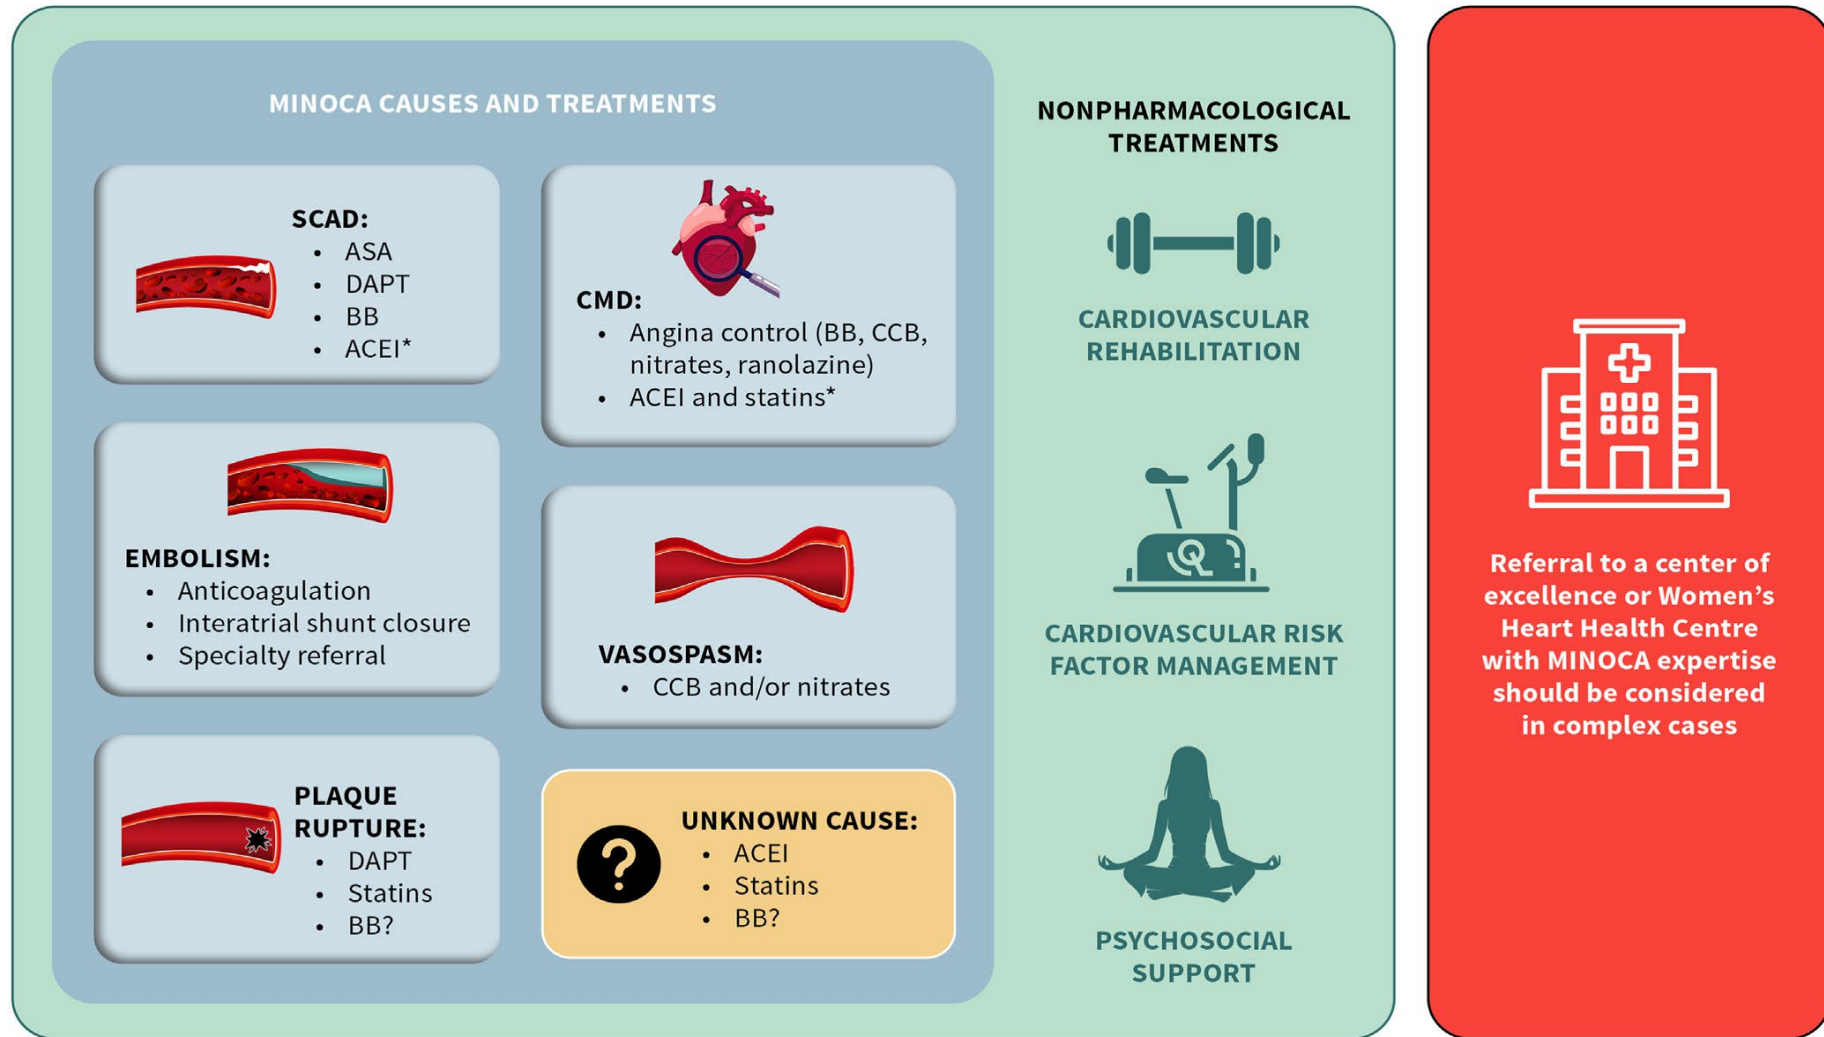 MINOCA CAUSES AND TREATMENTS
SCAD:
• ASA
• DAPT
• BB
• ACEI*
EMBOLISM:
• Anticoagulation
• Interatrial shunt closure
• Specialty referral
PLAQUE
RUPTURE:
• DAPT
• Statins
• BB?
CMD:
• Angina control (BB, CCB,
nitrates, ranolazine)
• ACEI and statins*
VASOSPASM:
• CCB and/or nitrates
?
UNKNOWN CAUSE:
• ACEI
• Statins
• BB?
NONPHARMACOLOGICAL
TREATMENTS
CARDIOVASCULAR
REHABILITATION
CARDIOVASCULAR RISK
FACTOR MANAGEMENT
PSYCHOSOCIAL
SUPPORT
Referral to a center of
excellence or Women’s
Heart Health Centre
with MINOCA expertise
should be considered
in complex cases